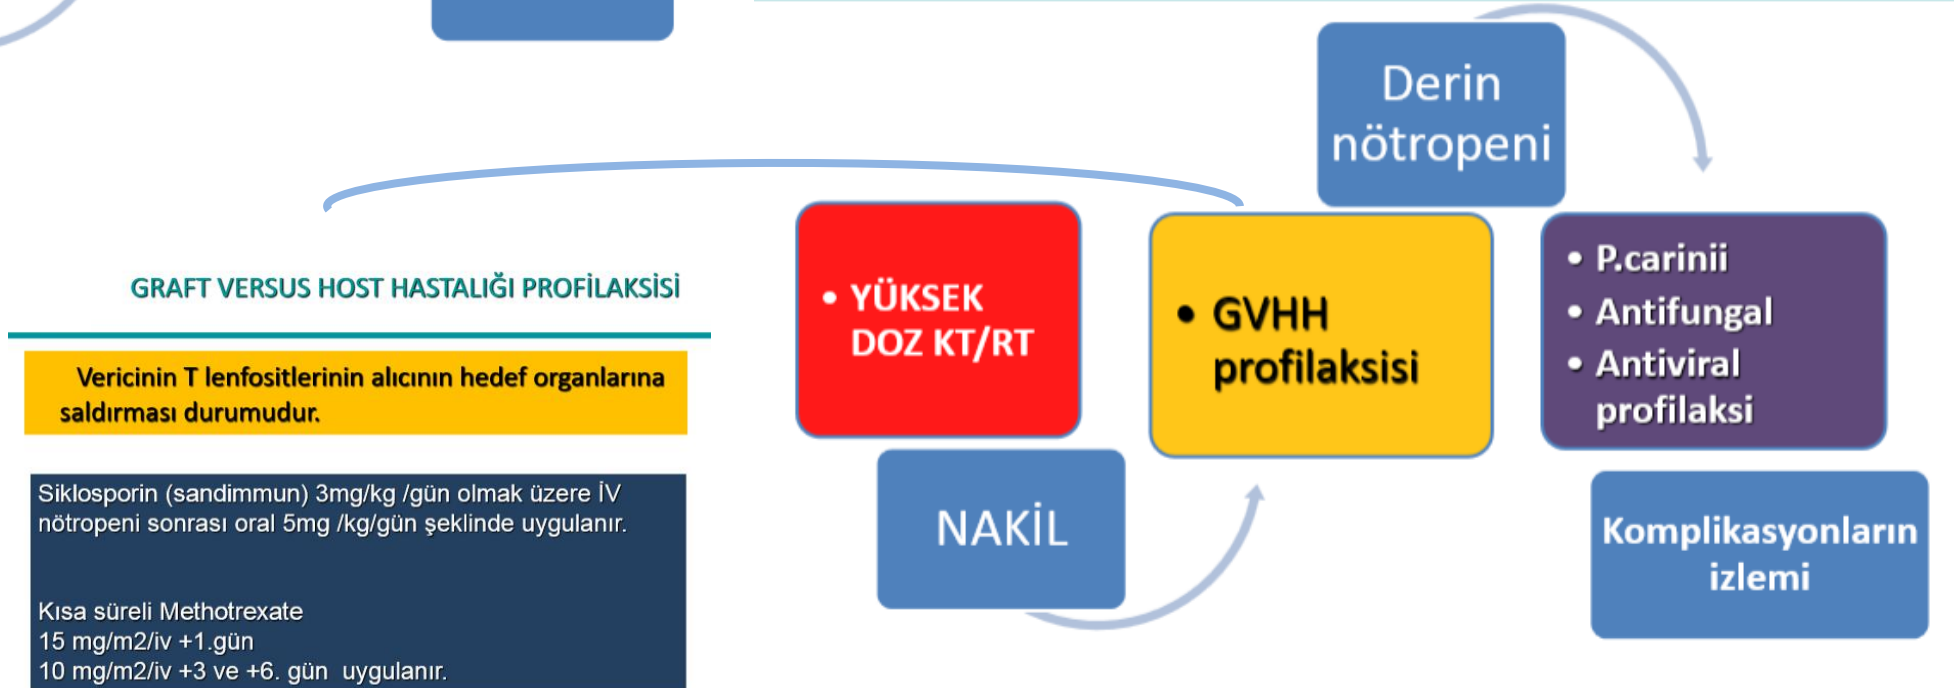 GRAFT VERSUS HOST HASTALIĞI PROFİLAKSİSİ
Vericinin T lenfositlerinin alıcının hedef organlarına
saldırması durumudur.
Siklosporin (sandimmun) 3mg/kg /gün olmak üzere İV
nötropeni sonrası oral 5mg /kg/gün şeklinde uygulanır.
Kısa süreli Methotrexate
15 mg/m2/iv +1.gün
10 mg/m2/iv +3 ve +6. gün uygulanır.
• YÜKSEK
DOZ KT/RT
NAKİL
• GVHH
profilaksisi
Derin
nötropeni
• P.carinii
• Antifungal
• Antiviral
profilaksi
Komplikasyonların
izlemi